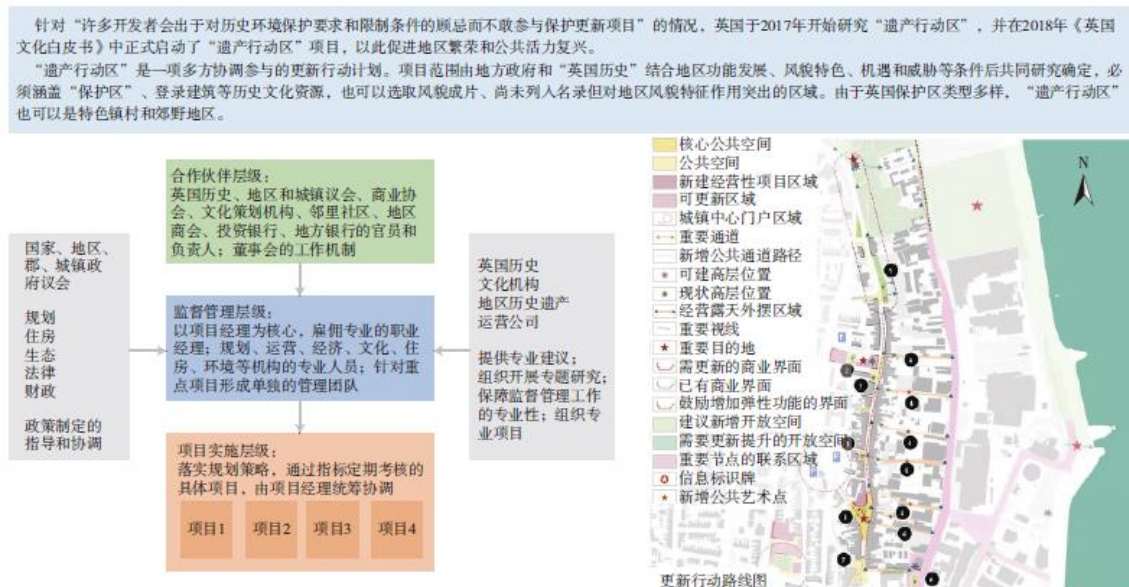 针对“许多开发者会出于对历史环境保护要求和限制条件的顾忌而不敢参与保护更新项目”的情况，英国于2017年开始研究“遗产行动区”，并在2018年《英国
文化白皮书》中正式启动了“遗产行动区”项目，以此促进地区繁荣和公共活力复兴。
“遗产行动区”是一项多方协调参与的更新行动计划。项目范围由地方政府和“英国历史”结合地区功能发展、风貌特色、机遇和威胁等条件后共同研究确定，必
须涵盖“保护区”、登录建筑等历史文化资源，也可以选取风貌成片、尚未列入名录但对地区风貌特征作用突出的区域。由于英国保护区类型多样，“遗产行动区”
也可以是特色镇村和郊野地区。
国家、地区、
郡、城镇政
府议会
规划
住房
生态
法律
财政
政策制定的
指导和协调
合作伙伴层级：
英国历史、地区和城镇议会、商业协
会、文化策划机构、邻里社区、地区
商会、投资银行、地方银行的官员和
负责人；董事会的工作机制
监督管理层级：
以项目经理为核心，雇佣专业的职业
经理；规划、运营、经济、文化、住
房、环境等机构的专业人员；针对重
点项目形成单独的管理团队
项目实施层级：
落实规划策略，通过指标定期考核的
具体项目，由项目经理统筹协调
项目1
项目2
项目3
项目4
英国历史
文化机构
地区历史遗产
运营公司
提供专业建议；
组织开展专题研究；
保障监督管理工作
的专业性；组织专
业项目
核心公共空间
公共空间
新建经营性项目区域
可更新区域
城镇中心门户区域
重要通道
新增公共通道路径
可建高层位置
现状高层位置
经营露天外摆区域
重要视线
重要目的地
需更新的商业界面
已有商业界面
鼓励增加弹性功能的界面
建议新增开放空间
需要更新提升的开放空间
重要节点的联系区域
信息标识牌
新增公共艺术点
更新行动路线图
N